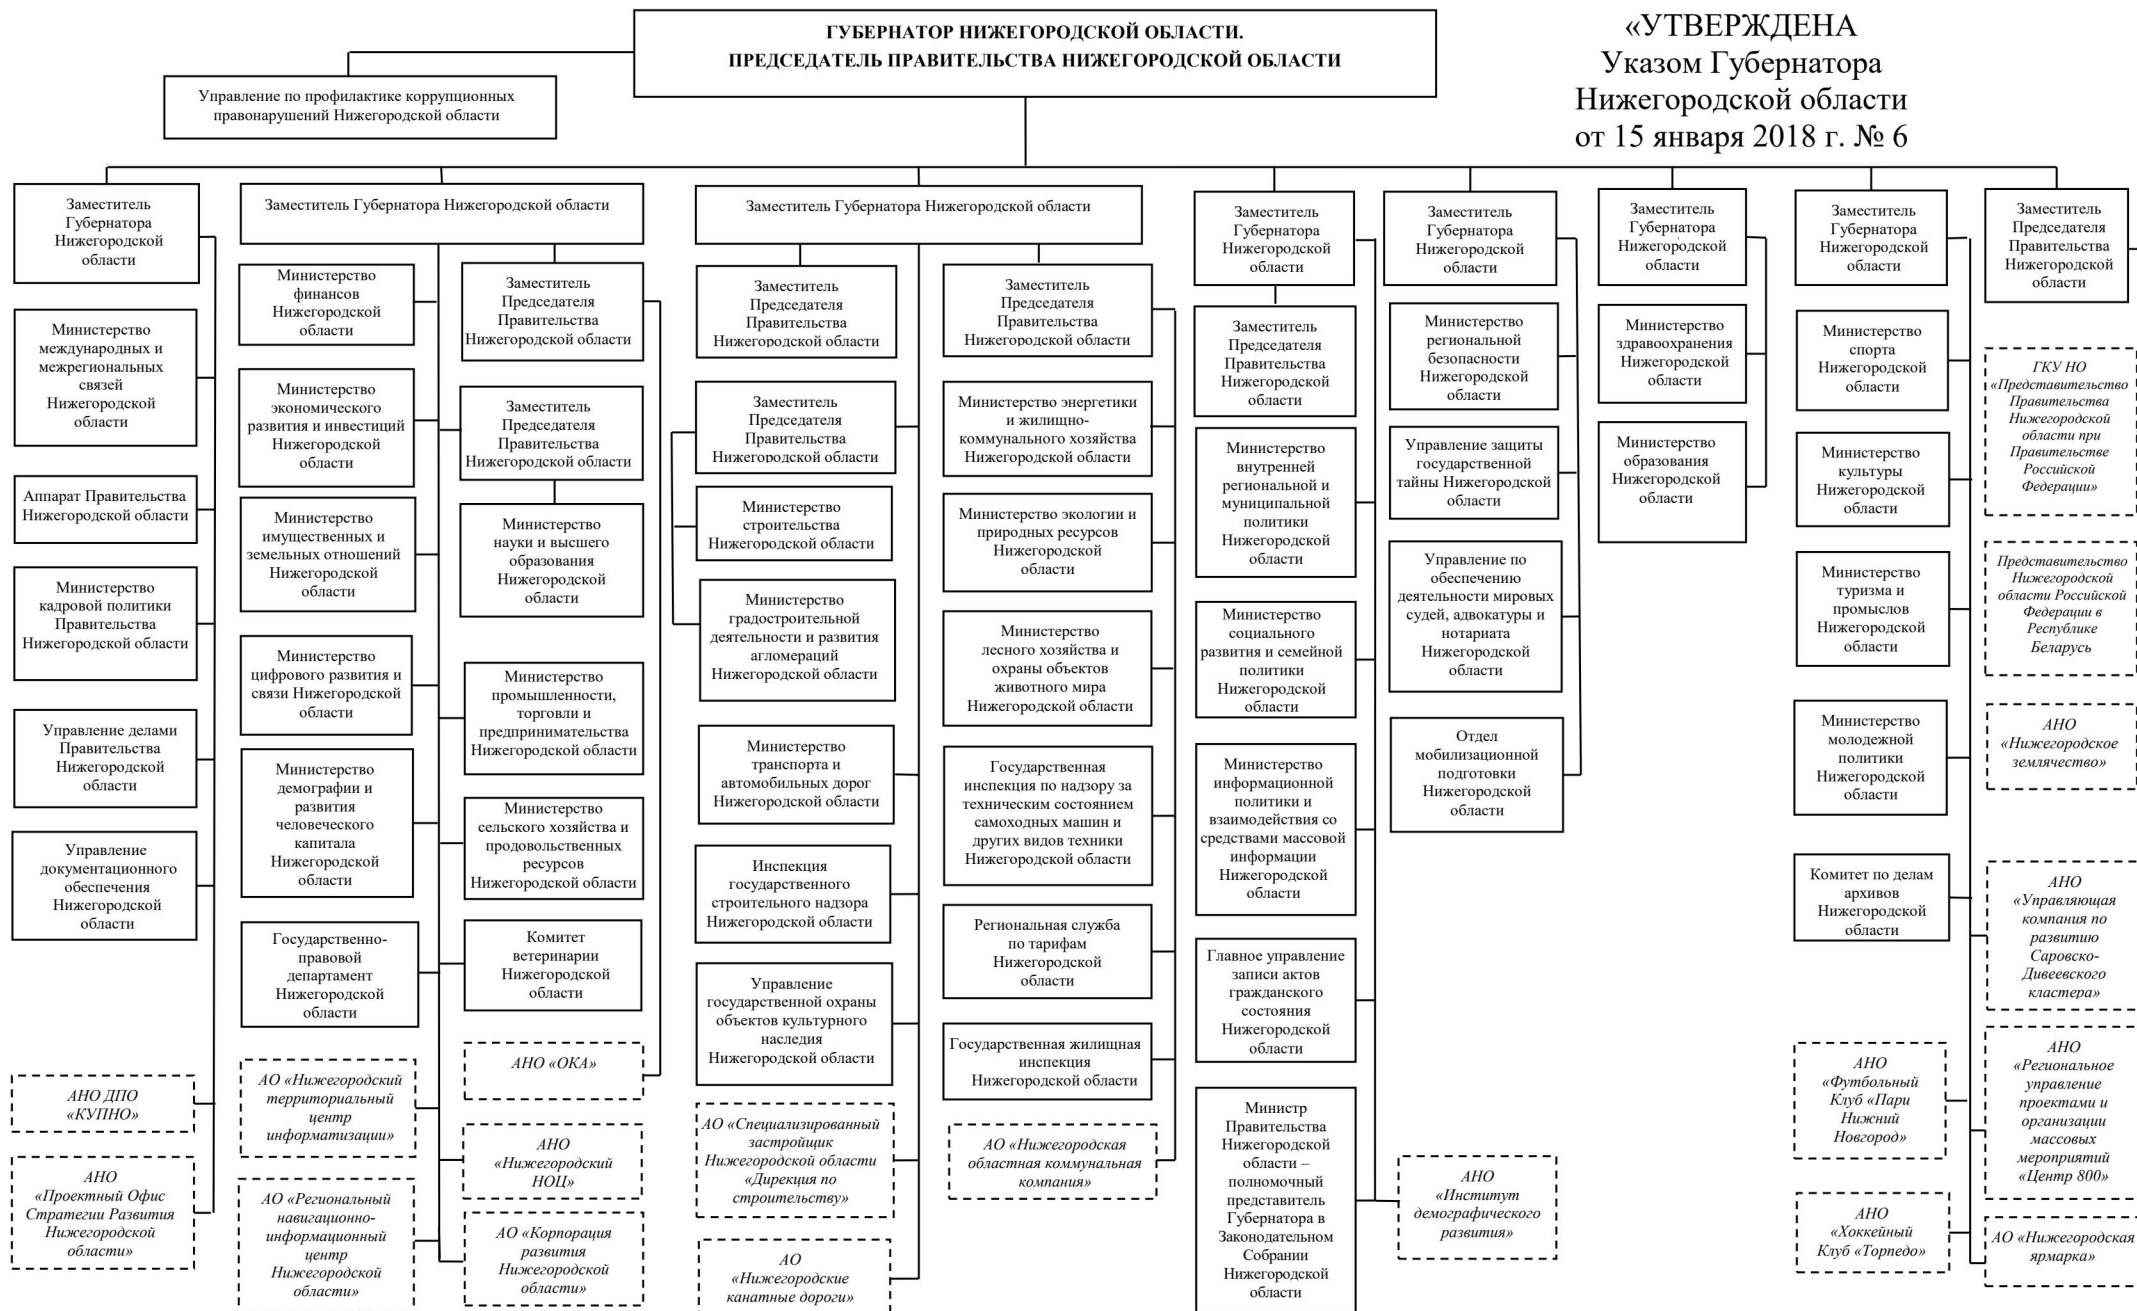 ГУБЕРНАТОР НИЖЕГОРОДСКОЙ ОБЛАСТИ.
ПРЕДСЕДАТЕЛЬ ПРАВИТЕЛЬСТВА НИЖЕГОРОДСКОЙ ОБЛАСТИ
«УТВЕРЖДЕНА
Указом Губернатора
Нижегородской области
от 15 января 2018 г. № 6
Управление по профилактике коррупционных
правонарушений Нижегородской области
Заместитель
Губернатора
Нижегородской
области
Министерство
международных и
межрегиональных
связей
Нижегородской
области
Аппарат Правительства
Нижегородской области
Министерство
кадровой политики
Правительства
Нижегородской области
Управление делами
Правительства
Нижегородской
области
Управление
документационного
обеспечения
Нижегородской
области
АНО ДПО
«КУПНО»
АНО
«Проектный Офис
Стратегии Развития
Нижегородской
области»
Заместитель Губернатора Нижегородской области
Министерство
финансов
Нижегородской
области
Министерство
экономического
развития и инвестиций
Нижегородской
области
Министерство
имущественных и
земельных отношений
Нижегородской
области
Министерство
цифрового развития и
связи Нижегородской
области
Министерство
демографии и
развития
человеческого
капитала
Нижегородской
области
Государственно-
правовой
департамент
Нижегородской
области
АО «Нижегородский
территориальный
центр
информатизации»
АО «Региональный
навигационно-
информационный
центр
Нижегородской
области»
Заместитель
Председателя
Правительства
Нижегородской области
Заместитель
Председателя
Правительства
Нижегородской области
Министерство
науки и высшего
образования
Нижегородской
области
Министерство
промышленности,
торговли и
предпринимательства
Нижегородской области
Министерство
сельского хозяйства и
продовольственных
ресурсов
Нижегородской области
Комитет
ветеринарии
Нижегородской
области
АНО «ОКА»
АНО
«Нижегородский
НОЦ»
АО «Корпорация
развития
Нижегородской
области»
Заместитель Губернатора Нижегородской области
Заместитель
Председателя
Правительства
Нижегородской области
Заместитель
Председателя
Правительства
Нижегородской области
Министерство
строительства
Нижегородской области
Министерство
градостроительной
деятельности и развития
агломераций
Нижегородской области
Министерство
транспорта и
автомобильных дорог
Нижегородской области
Инспекция
государственного
строительного надзора
Нижегородской области
Управление
государственной охраны
объектов культурного
наследия
Нижегородской области
АО «Специализированный
застройщик
Нижегородской области
«Дирекция по
строительству»
АО
«Нижегородские
канатные дороги»
Заместитель
Председателя
Правительства
Нижегородской области
Министерство энергетики
и жилищно-
коммунального хозяйства
Нижегородской области
Министерство экологии и
природных ресурсов
Нижегородской
области
Министерство
лесного хозяйства и
охраны объектов
животного мира
Нижегородской области
Государственная
инспекция по надзору за
техническим состоянием
самоходных машин и
других видов техники
Нижегородской области
Региональная служба
по тарифам
Нижегородской
области
Государственная жилищная
инспекция
Нижегородской области
АО «Нижегородская
областная коммунальная
компания»
Заместитель
Губернатора
Нижегородской
области
Заместитель
Председателя
Правительства
Нижегородской
области
Министерство
внутренней
региональной и
муниципальной
политики
Нижегородской
области
Министерство
социального
развития и семейной
политики
Нижегородской
области
Министерство
информационной
политики и
взаимодействия со
средствами массовой
информации
Нижегородской
области
Главное управление
записи актов
гражданского
состояния
Нижегородской
области
Министр
Правительства
Нижегородской
области –
полномочный
представитель
Губернатора в
Законодательном
Собрании
Нижегородской
области
Заместитель
Губернатора
Нижегородской
области
Министерство
региональной
безопасности
Нижегородской
области
Управление защиты
государственной
тайны Нижегородской
области
Управление по
обеспечению
деятельности мировых
судей, адвокатуры и
нотариата
Нижегородской
области
Отдел
мобилизационной
подготовки
Нижегородской
области
АНО
«Институт
демографического
развития»
Заместитель
Губернатора
Нижегородской
области
Министерство
здравоохранения
Нижегородской
области
Министерство
образования
Нижегородской
области
Заместитель
Губернатора
Нижегородской
области
Министерство
спорта
Нижегородской
области
Министерство
культуры
Нижегородской
области
Министерство
туризма и
промыслов
Нижегородской
области
Министерство
молодежной
политики
Нижегородской
области
Комитет по делам
архивов
Нижегородской
области
АНО
«Футбольный
Клуб «Пари
Нижний
Новгород»
АНО
«Хоккейный
Клуб «Торпедо»
Заместитель
Председателя
Правительства
Нижегородской
области
ГКУ НО
«Представительство
Правительства
Нижегородской
области при
Правительстве
Российской
Федерации»
Представительство
Нижегородской
области Российской
Федерации в
Республике
Беларусь
АНО
«Нижегородское
землячество»
АНО
«Управляющая
компания по
развитию
Саровско-
Дивеевского
кластера»
АНО
«Региональное
управление
проектами и
организации
массовых
мероприятий
«Центр 800»
АО «Нижегородская
ярмарка»